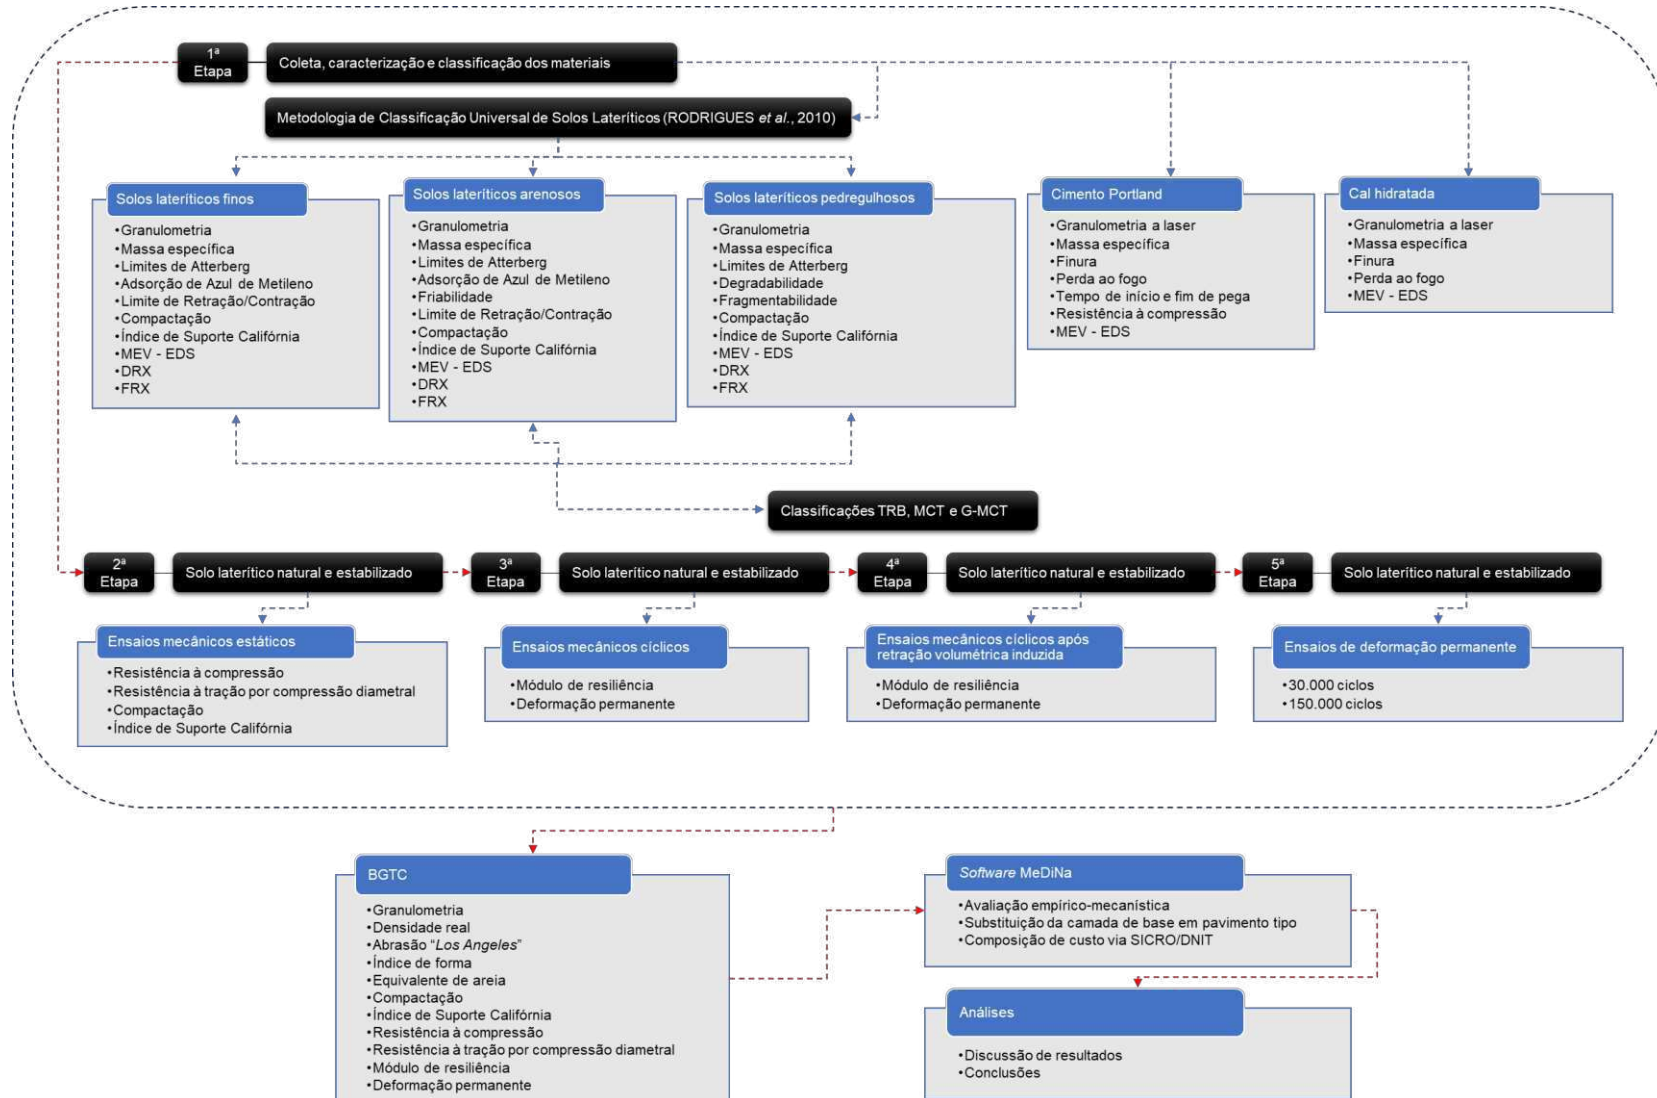 1ª
Etapa
Coleta, caracterização e classificação dos materiais
Metodologia de Classificação Universal de Solos Lateríticos (RODRIGUES et al., 2010)
Solos lateríticos finos
•Granulometria
•Massa específica
•Limites de Atterberg
•Adsorção de Azul de Metileno
•Limite de Retração/Contração
•Compactação
•Índice de Suporte Califórnia
•MEV - EDS
•DRX
•FRX
Solos lateríticos arenosos
•Granulometria
•Massa específica
•Limites de Atterberg
•Adsorção de Azul de Metileno
•Friabilidade
•Limite de Retração/Contração
•Compactação
•Índice de Suporte Califórnia
•MEV - EDS
•DRX
•FRX
Solos lateríticos pedregulhosos
•Granulometria
•Massa específica
•Limites de Atterberg
•Degradabilidade
•Fragmentabilidade
•Compactação
•Índice de Suporte Califórnia
•MEV - EDS
•DRX
•FRX
Cimento Portland
•Granulometria a laser
•Massa específica
•Finura
•Perda ao fogo
•Tempo de início e fim de pega
•Resistência à compressão
•MEV - EDS
Cal hidratada
•Granulometria a laser
•Massa específica
•Finura
•Perda ao fogo
•MEV - EDS
Classificações TRB, MCT e G-MCT
2ª
Etapa
Solo laterítico natural e estabilizado
3ª
Etapa
Solo laterítico natural e estabilizado
4ª
Etapa
Solo laterítico natural e estabilizado
5ª
Etapa
Solo laterítico natural e estabilizado
Ensaios mecânicos estáticos
•Resistência à compressão
•Resistência à tração por compressão diametral
•Compactação
•Índice de Suporte Califórnia
Ensaios mecânicos cíclicos
•Módulo de resiliência
•Deformação permanente
Ensaios mecânicos cíclicos após
retração volumétrica induzida
•Módulo de resiliência
•Deformação permanente
Ensaios de deformação permanente
•30.000 ciclos
•150.000 ciclos
BGTC
•Granulometria
•Densidade real
•Abrasão “Los Angeles”
•Índice de forma
•Equivalente de areia
•Compactação
•Índice de Suporte Califórnia
•Resistência à compressão
•Resistência à tração por compressão diametral
•Módulo de resiliência
•Deformação permanente
Software MeDiNa
•Avaliação empírico-mecanística
•Substituição da camada de base em pavimento tipo
•Composição de custo via SICRO/DNIT
Análises
•Discussão de resultados
•Conclusões